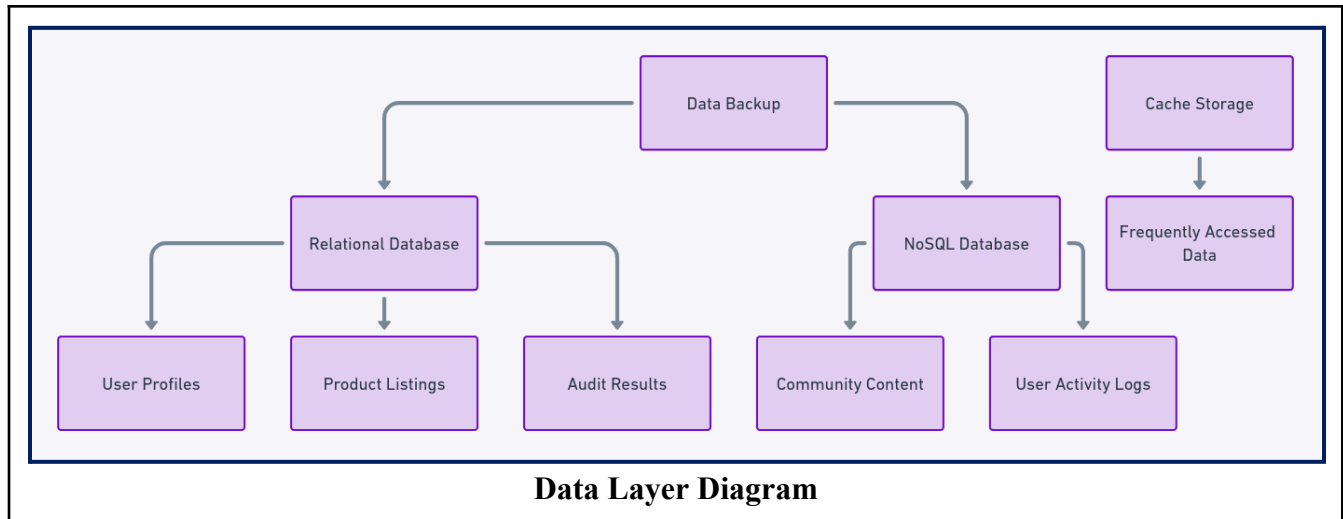 Data Backup
Cache Storage
Relational Database
NoSQL Database
Frequently Accessed
Data
User Profiles
Product Listings
Audit Results
Community Content
User Activity Logs
Data Layer Diagram